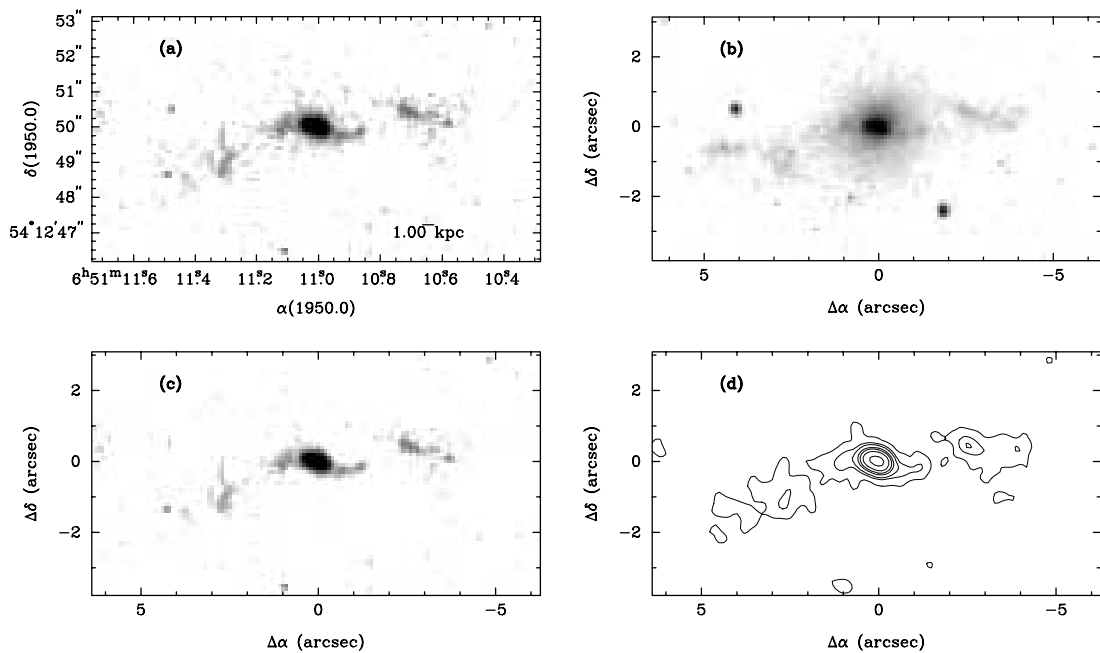 (a)
53"
52"
51"
50"
49"
48"
54°12'47"
δ(1950.0)
1.00 kpc
6ʰ51ᵐ11ˢ.6 11ˢ.4 11ˢ.2 11ˢ.0 10ˢ.8 10ˢ.6 10ˢ.4
α(1950.0)
(b)
2
0
−2
Δδ (arcsec)
5 0 −5
Δα (arcsec)
(c)
2
0
−2
Δδ (arcsec)
5 0 −5
Δα (arcsec)
(d)
2
0
−2
Δδ (arcsec)
5 0 −5
Δα (arcsec)